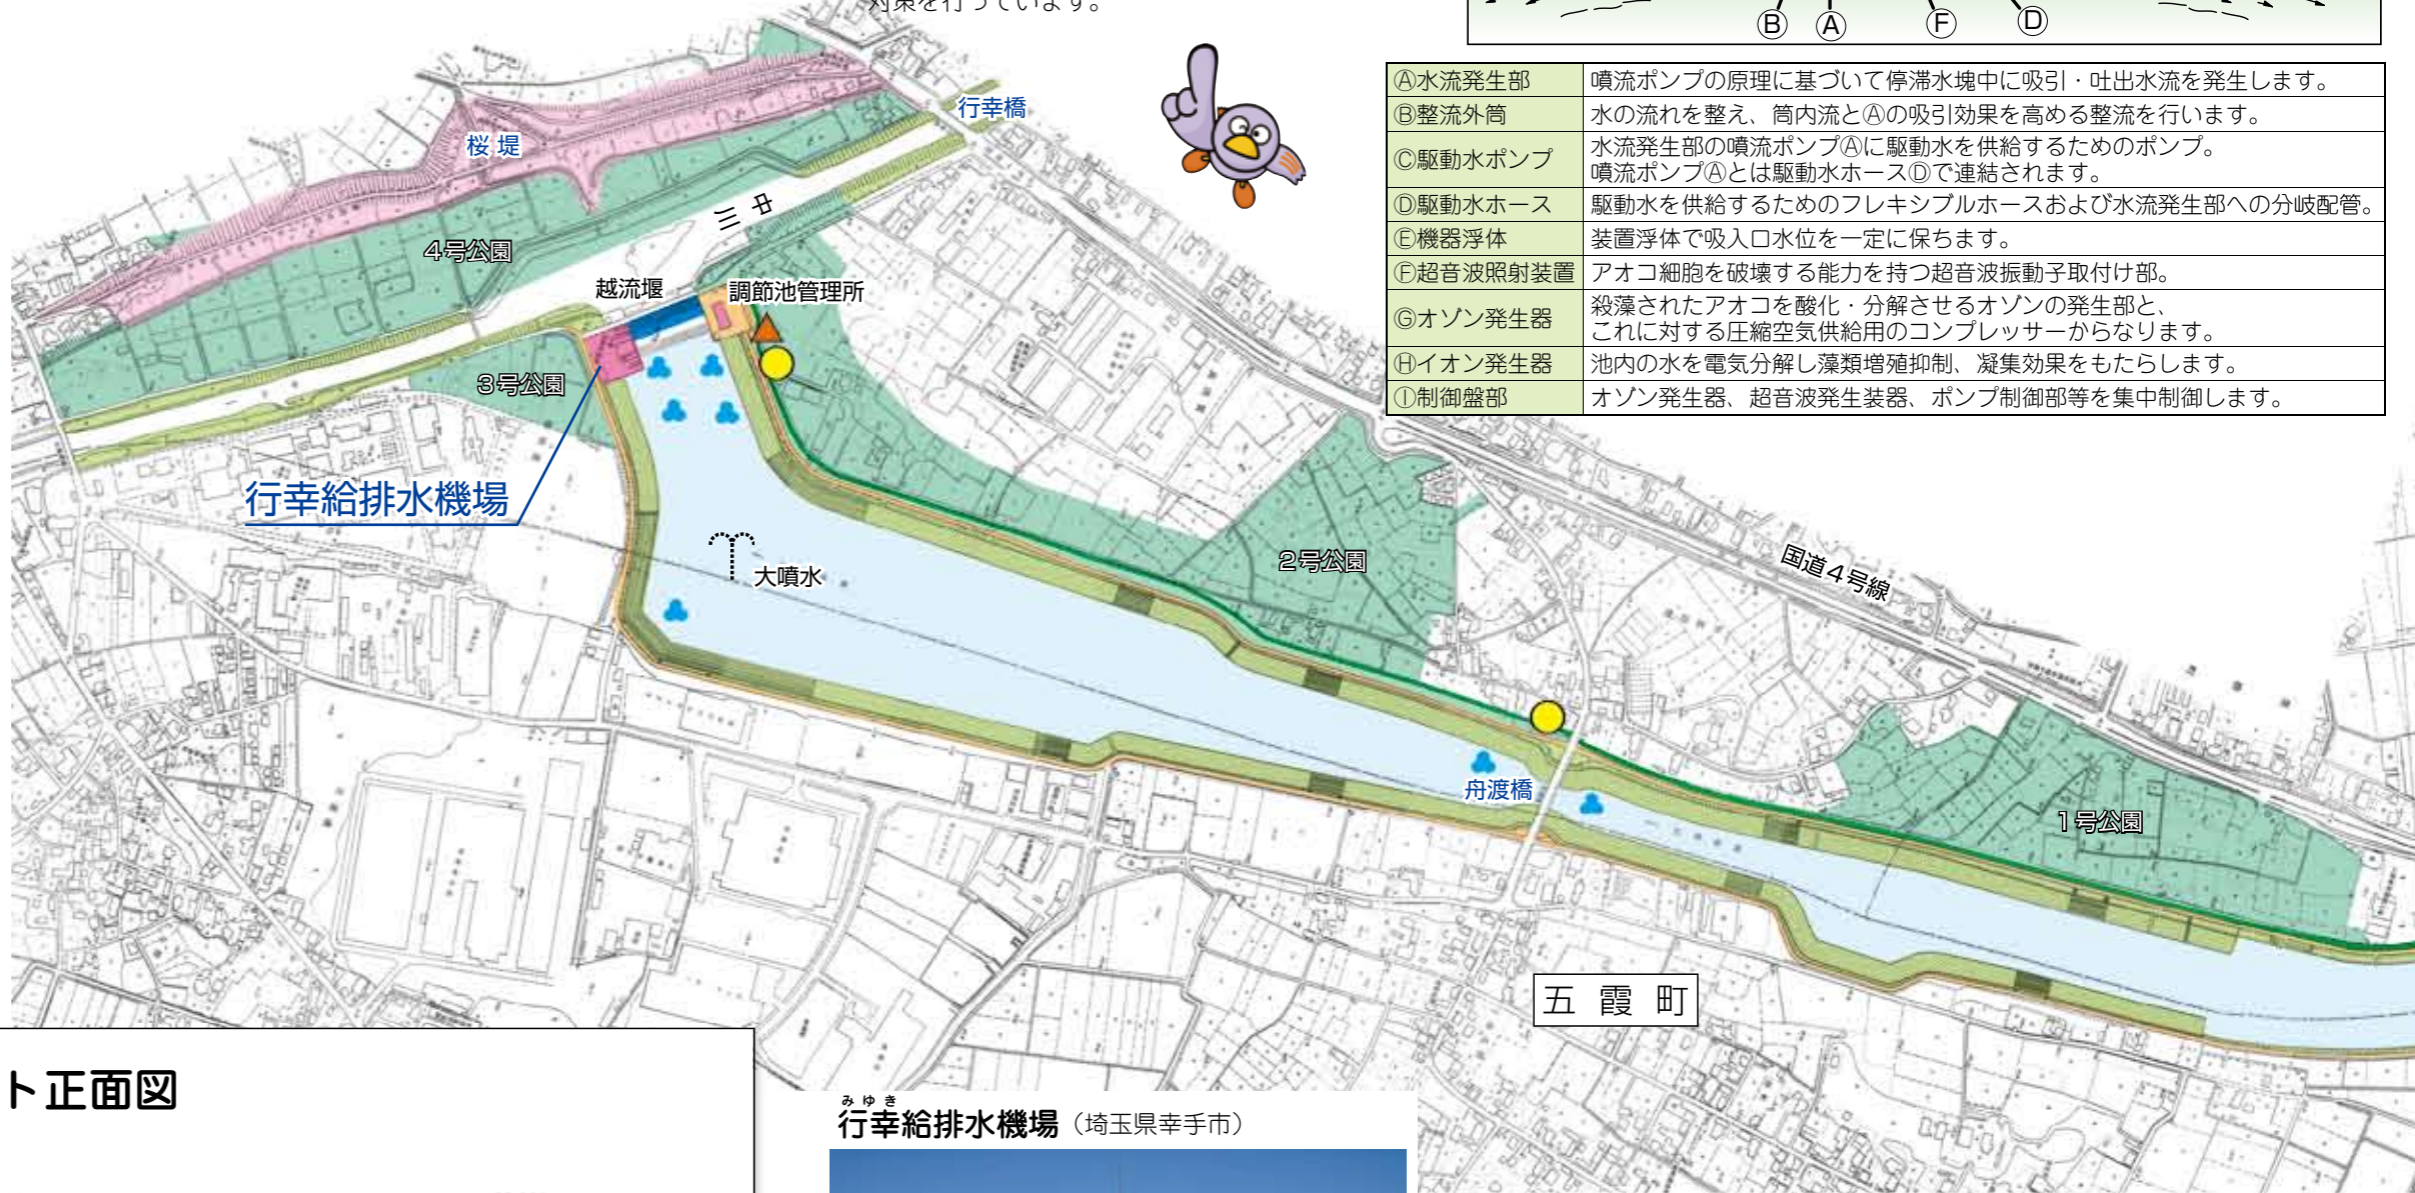 対策を行っています。
Ⓑ Ⓐ Ⓕ Ⓓ
Ⓐ水流発生部 噴流ポンプの原理に基づいて停滞水塊中に吸引・吐出水流を発生します。
Ⓑ整流外筒 水の流れを整え、筒内流とⒶの吸引効果を高める整流を行います。
Ⓒ駆動水ポンプ 水流発生部の噴流ポンプⒶに駆動水を供給するためのポンプ。
噴流ポンプⒶとは駆動水ホースⒹで連結されます。
Ⓓ駆動水ホース 駆動水を供給するためのフレキシブルホースおよび水流発生部への分岐配管。
Ⓔ機器浮体 装置浮体で吸入口水位を一定に保ちます。
Ⓕ超音波照射装置 アオコ細胞を破壊する能力を持つ超音波振動子取付け部。
Ⓖオゾン発生器 殺藻されたアオコを酸化・分解させるオゾンの発生部と、
これに対する圧縮空気供給用のコンプレッサーからなります。
Ⓗイオン発生器 池内の水を電気分解し藻類増殖抑制、凝集効果をもたらします。
Ⓘ制御盤部 オゾン発生器、超音波発生装器、ポンプ制御部等を集中制御します。
行幸橋
桜堤
中川
4号公園
越流堰
調節池管理所
3号公園
行幸給排水機場
大噴水
2号公園
国道4号線
舟渡橋
1号公園
五霞町
ト正面図
みゆき
行幸給排水機場（埼玉県幸手市）